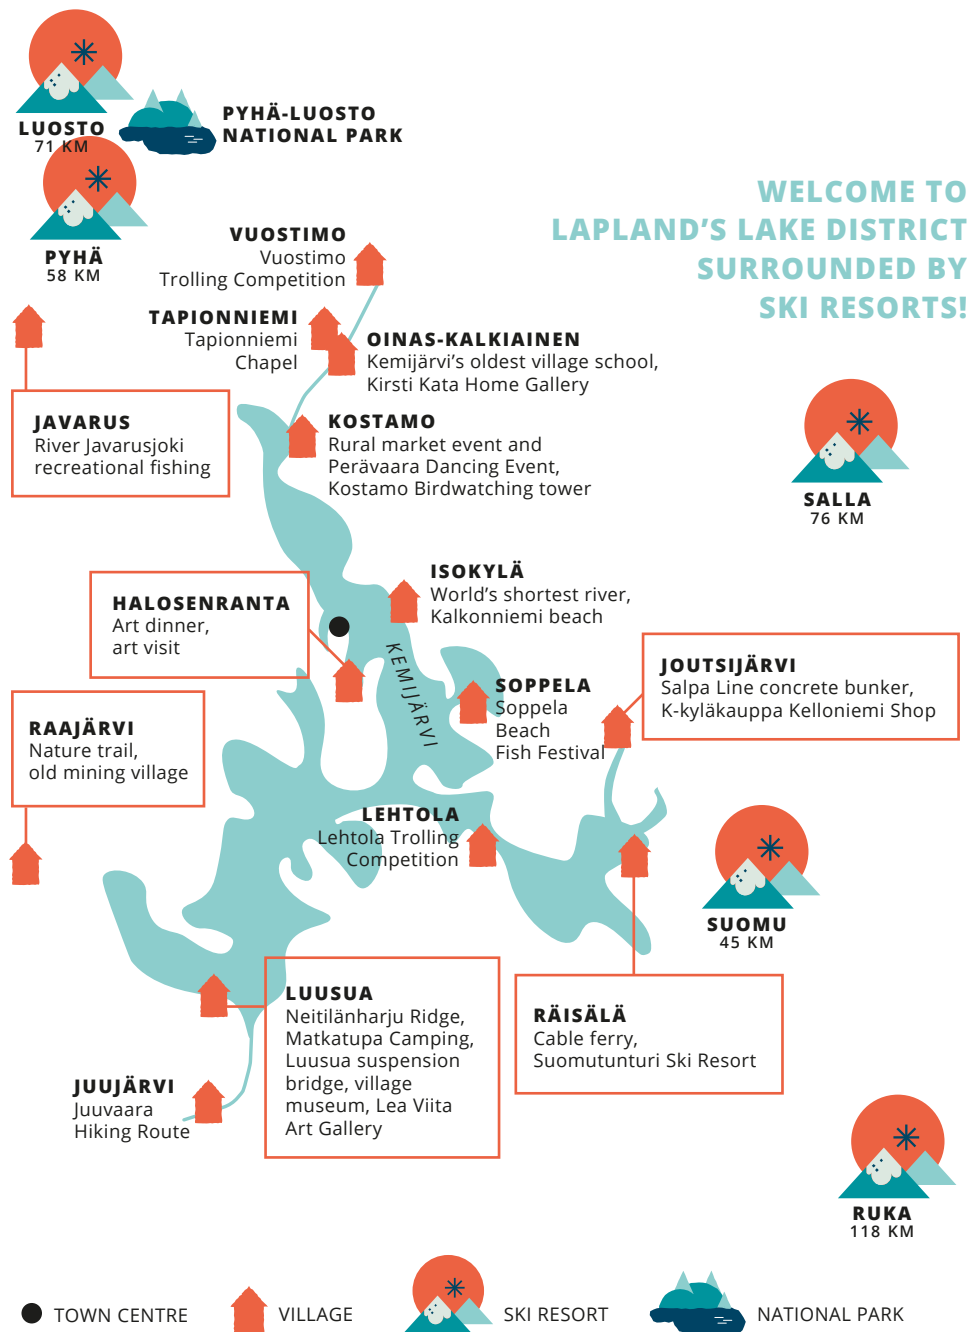 LUOSTO
71 KM
PYHÄ-LUOSTO
NATIONAL PARK
PYHÄ
58 KM
WELCOME TO
LAPLAND'S LAKE DISTRICT
SURROUNDED BY
SKI RESORTS!
VUOSTIMO
Vuostimo
Trolling Competition
TAPIONNIEMI
Tapionniemi
Chapel
OINAS-KALKIAINEN
Kemijärvi's oldest village school,
Kirsti Kata Home Gallery
JAVARUS
River Javarusjoki
recreational fishing
KOSTAMO
Rural market event and
Perävaara Dancing Event,
Kostamo Birdwatching tower
SALLA
76 KM
ISOKYLÄ
World's shortest river,
Kalkonniemi beach
HALOSENRANTA
Art dinner,
art visit
KEMIJÄRVI
JOUTSIJÄRVI
Salpa Line concrete bunker,
K-kyläkauppa Kelloniemi Shop
SOPPELA
Soppela
Beach
Fish Festival
RAAJÄRVI
Nature trail,
old mining village
LEHTOLA
Lehtola Trolling
Competition
SUOMU
45 KM
LUUSUA
Neitilänharju Ridge,
Matkatupa Camping,
Luusua suspension
bridge, village
museum, Lea Viita
Art Gallery
RÄISÄLÄ
Cable ferry,
Suomutunturi Ski Resort
JUUJÄRVI
Juuvaara
Hiking Route
RUKA
118 KM
TOWN CENTRE
VILLAGE
SKI RESORT
NATIONAL PARK